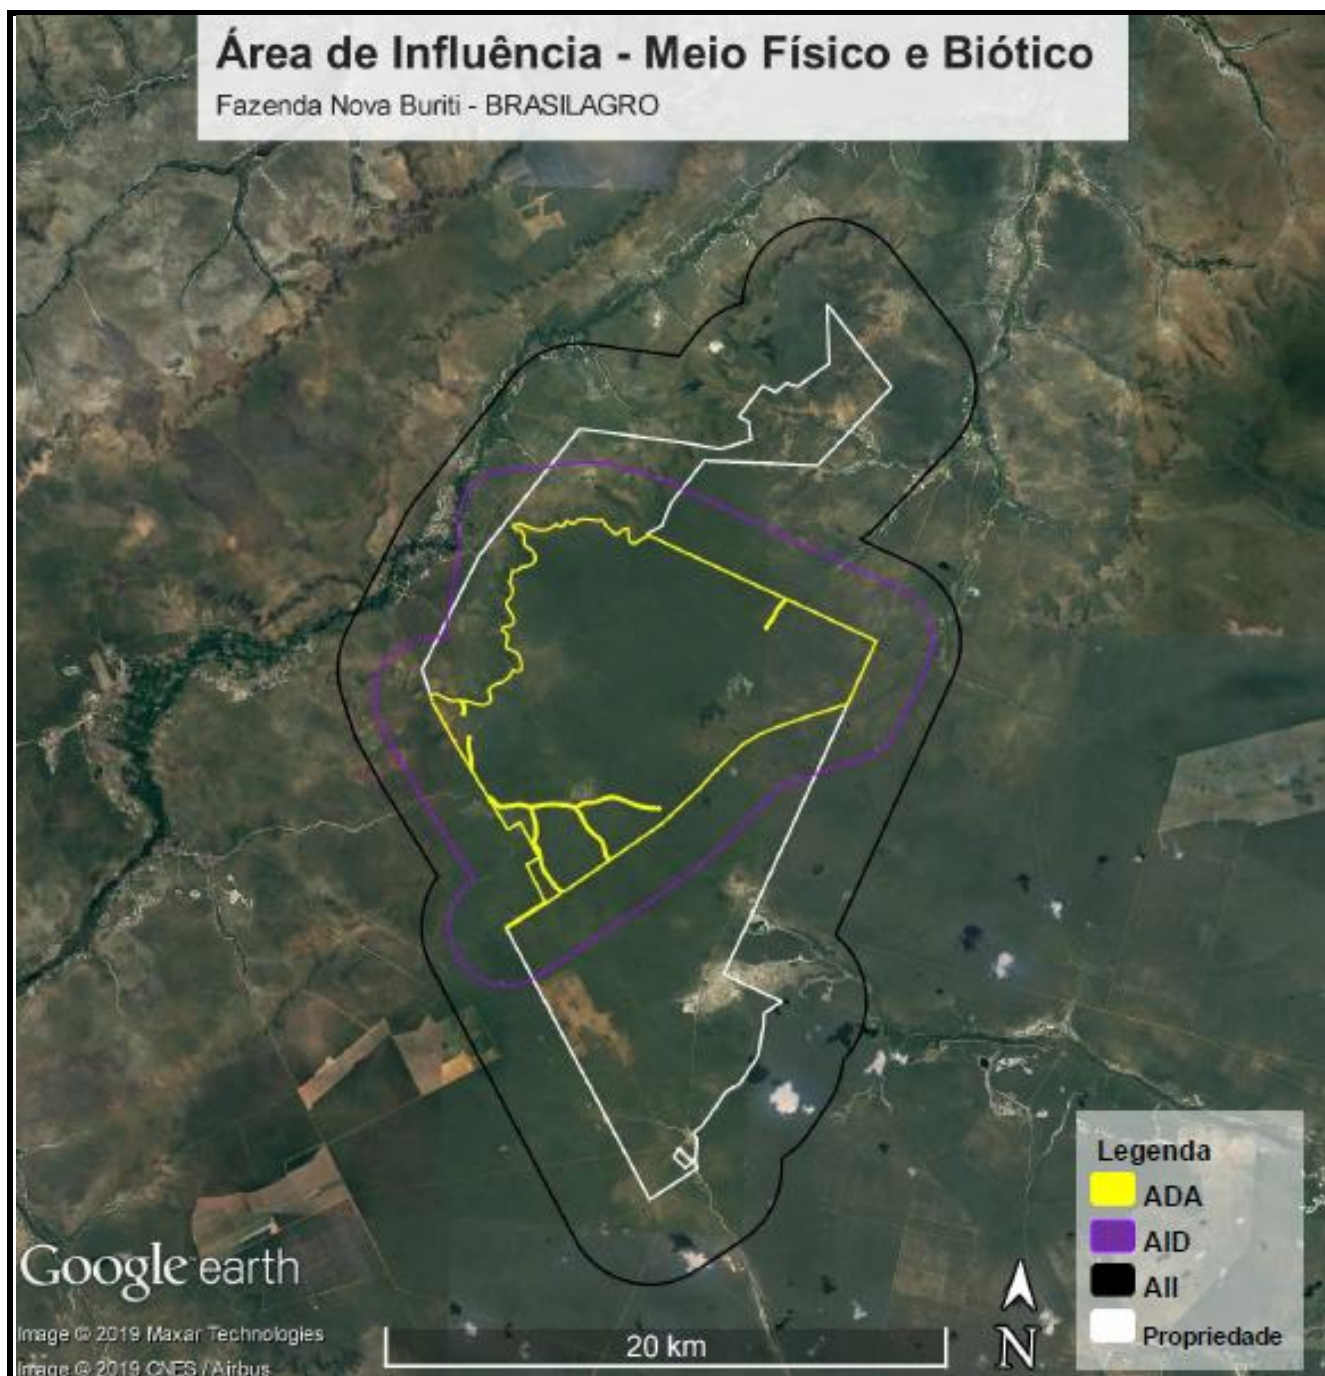 Área de Influência - Meio Físico e Biótico
Fazenda Nova Buriti - BRASILAGRO
Legenda
ADA
AID
AII
Propriedade
Google earth
Image © 2019 Maxar Technologies
Image © 2019 CNES / Airbus
20 km
N